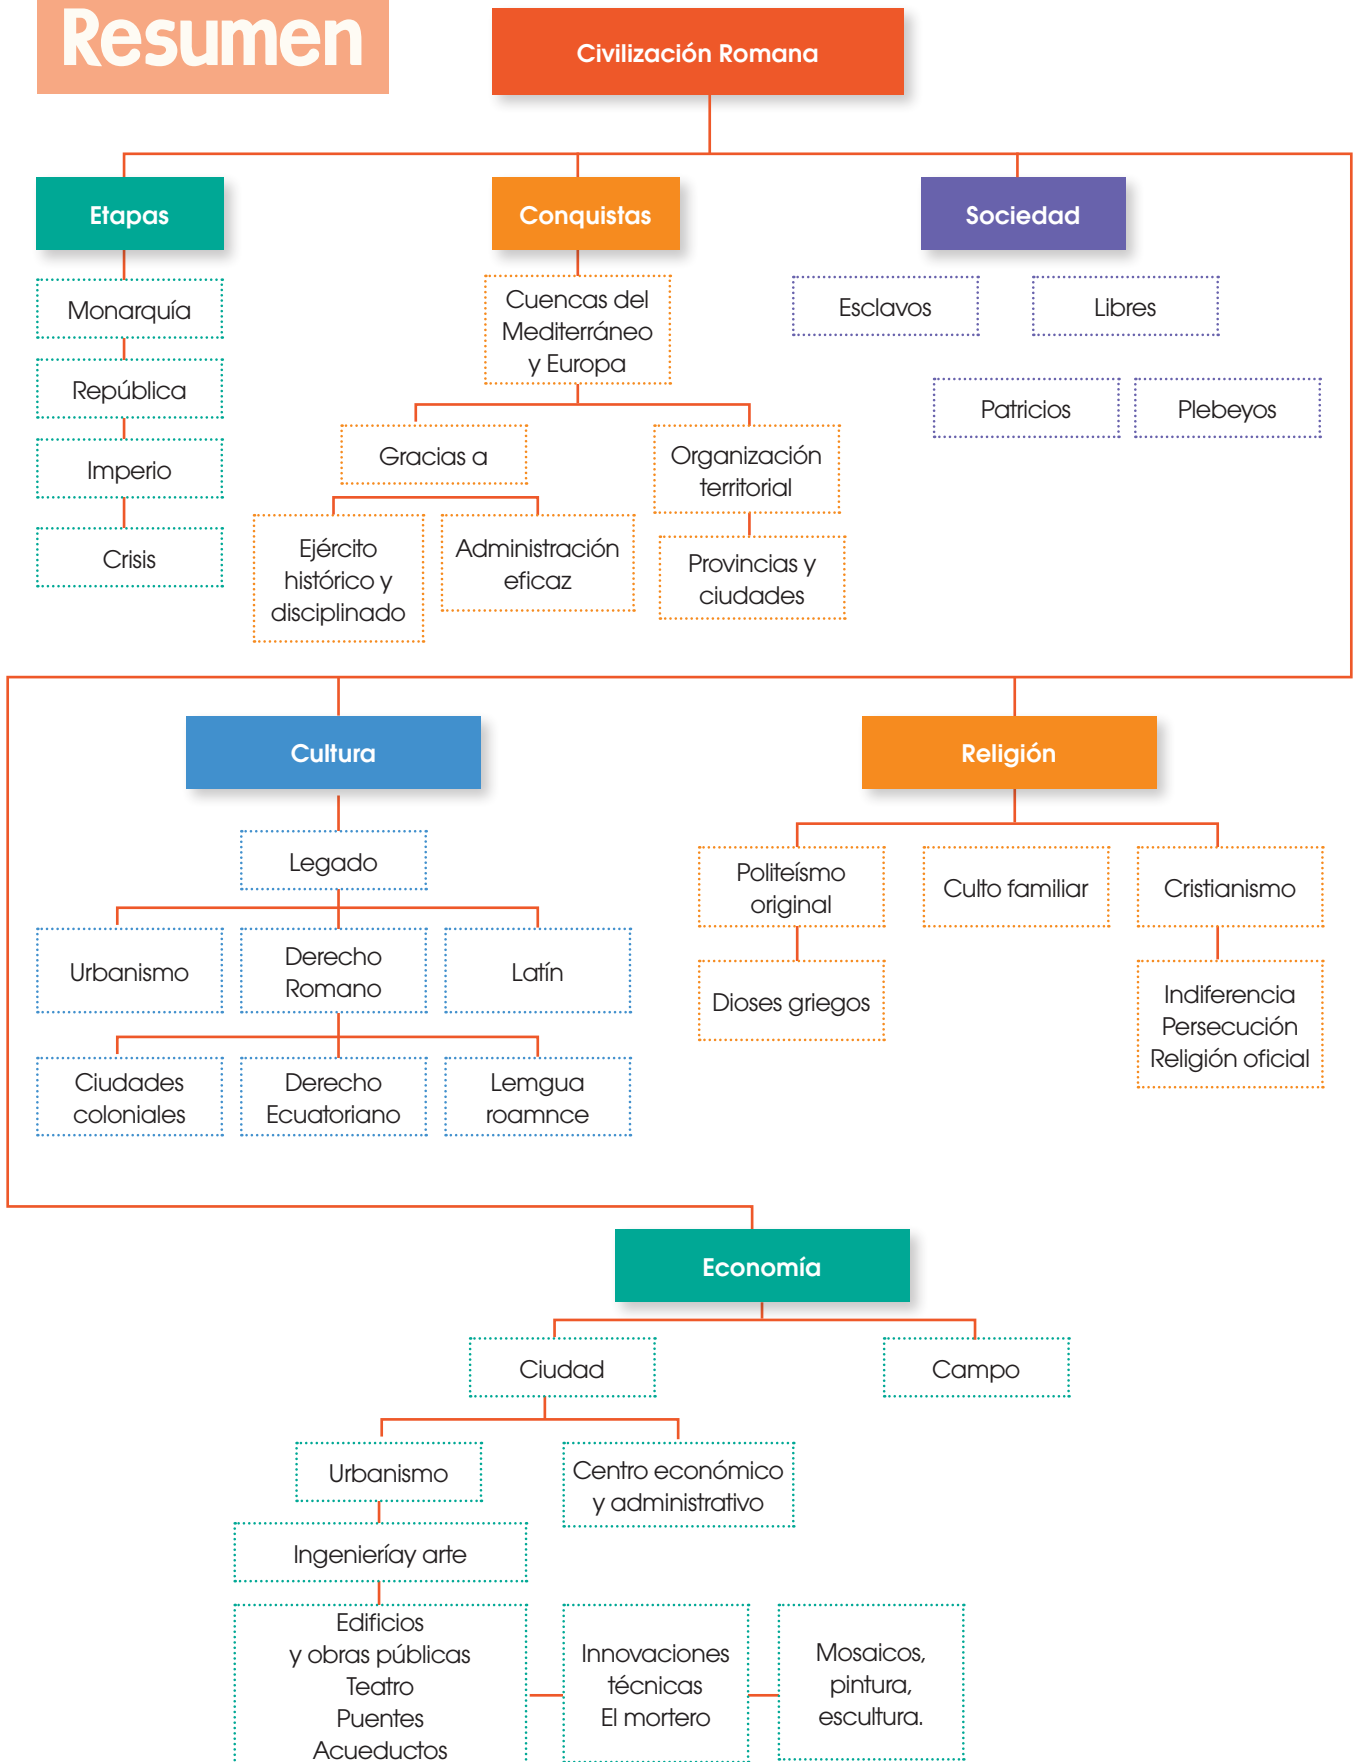 Resumen
Civilización Romana
Etapas
Conquistas
Sociedad
Monarquía
República
Imperio
Crisis
Cuencas del
Mediterráneo
y Europa
Gracias a
Organización
territorial
Ejército
histórico y
disciplinado
Administración
eficaz
Provincias y
ciudades
Esclavos
Libres
Patricios
Plebeyos
Cultura
Religión
Legado
Urbanismo
Derecho
Romano
Latín
Ciudades
coloniales
Derecho
Ecuatoriano
Lemgua
roamnce
Politeísmo
original
Culto familiar
Cristianismo
Dioses griegos
Indiferencia
Persecución
Religión oficial
Economía
Ciudad
Campo
Urbanismo
Centro económico
y administrativo
Ingenieríay arte
Edificios
y obras públicas
Teatro
Puentes
Acueductos
Innovaciones
técnicas
El mortero
Mosaicos,
pintura,
escultura.